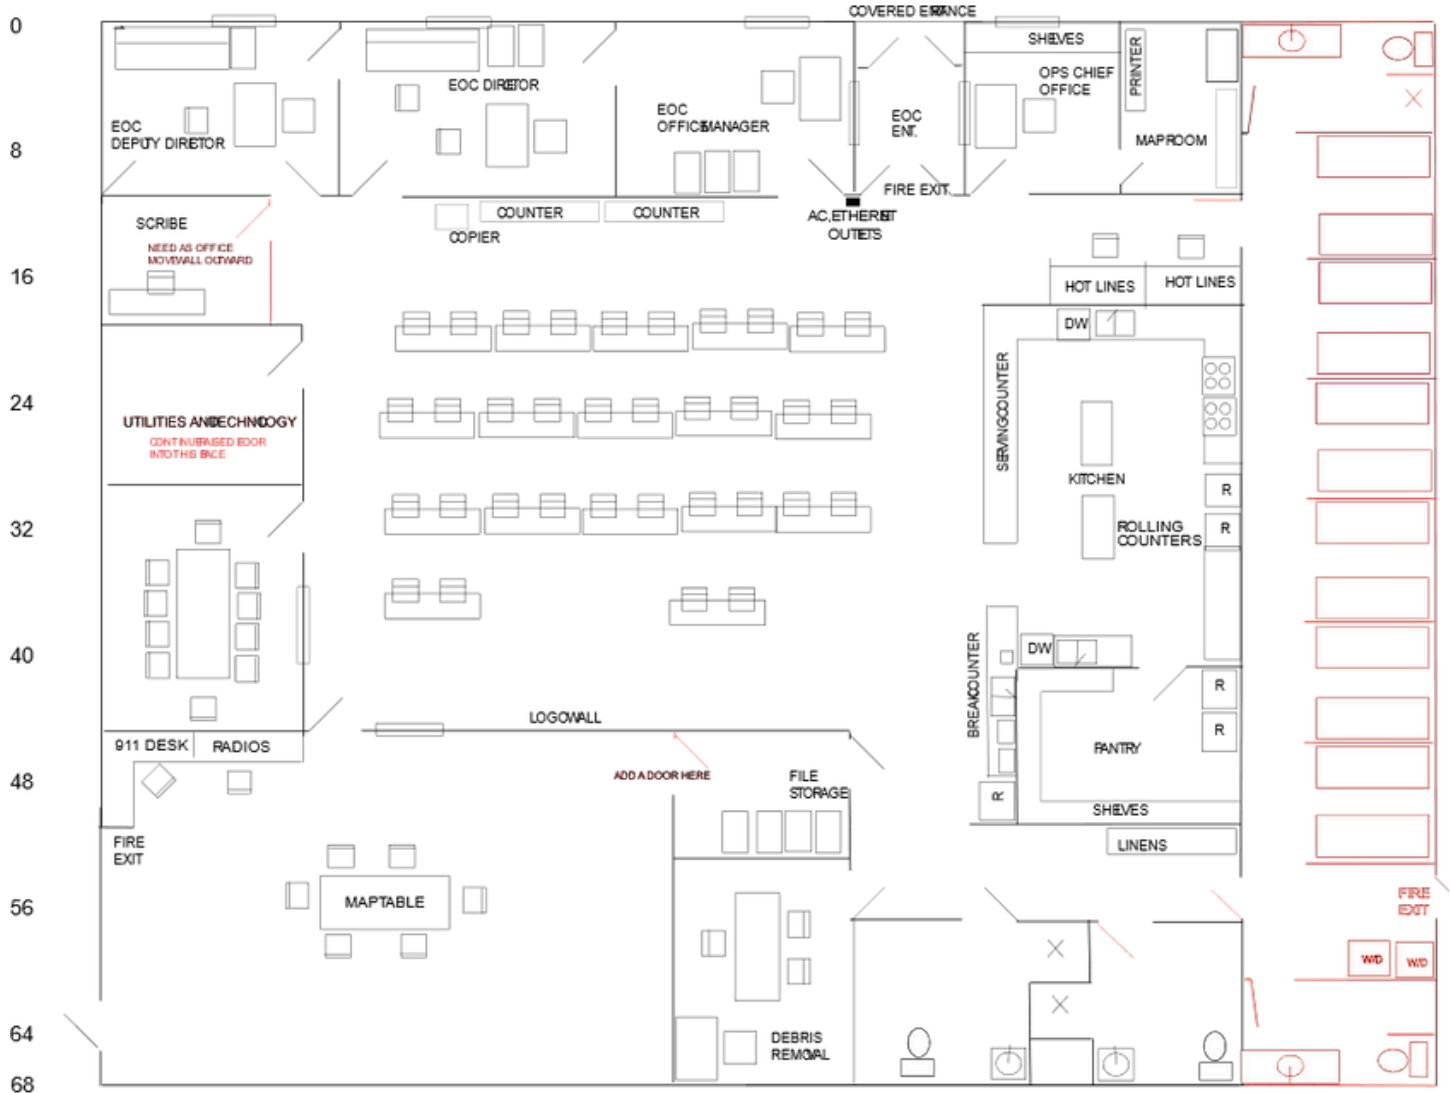 0
COVERED ENTRANCE
SHELVES
PRINTER
OPS CHIEF
OFFICE
EOC DIRECTOR
EOC
OFFICE MANAGER
EOC
ENT.
EOC
DEPUTY DIRECTOR
MAPROOM
8
FIRE EXIT
SCRIBE
COUNTER
COUNTER
COPIER
AC, ETHERNET
OUTLETS
NEED AS OFFICE
MOVE WALL OUTWARD
16
HOT LINES
HOT LINES
DW
SERVING COUNTER
24
UTILITIES AND TECHNOLOGY
CONTINUE RAISED FLOOR
INTO THIS SPACE
KITCHEN
R
32
R
ROLLING
COUNTERS
40
BREAK COUNTER
DW
R
LOGO WALL
R
911 DESK
RADIOS
PANTRY
48
ADD A DOOR HERE
FILE
STORAGE
R
SHELVES
FIRE
EXIT
LINENS
56
MAPTABLE
FIRE
EXIT
W/D
W/D
64
DEBRIS
REMOVAL
68